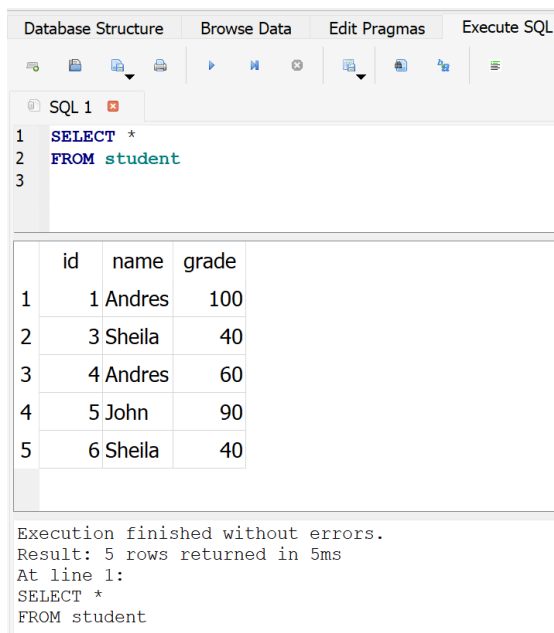 Database Structure Browse Data Edit Pragmas Execute SQL
SQL 1
1 SELECT *
2 FROM student
3
id name grade
1 1 Andres 100
2 3 Sheila 40
3 4 Andres 60
4 5 John 90
5 6 Sheila 40
Execution finished without errors.
Result: 5 rows returned in 5ms
At line 1:
SELECT *
FROM student